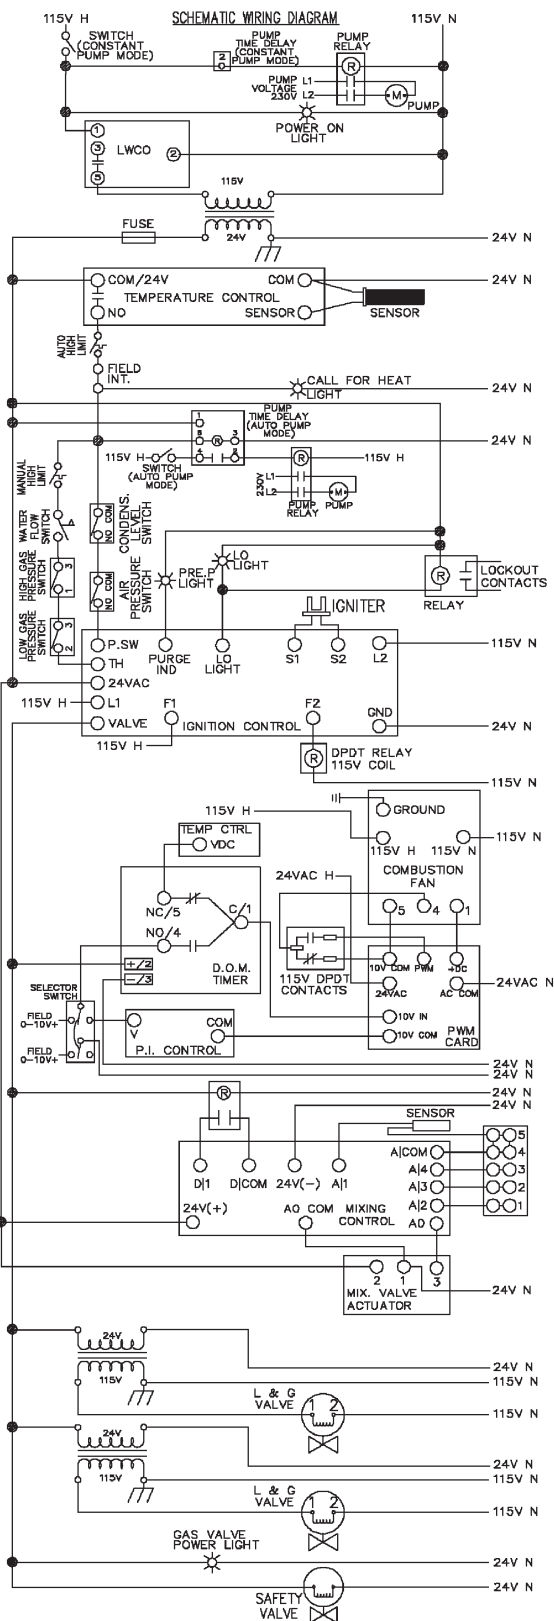 115V H
SCHEMATIC WIRING DIAGRAM
115V N
SWITCH
(CONSTANT
PUMP MODE)
2
PUMP
TIME DELAY
(CONSTANT
PUMP MODE)
PUMP
RELAY
R
PUMP L1
VOLTAGE
230V L2
M
PUMP
POWER ON
LIGHT
1
3
5
LWCO
2
115V
24V
FUSE
24V N
COM/24V
COM
24V N
TEMPERATURE CONTROL
NO
SENSOR
SENSOR
AUTO
HIGH
LIMIT
FIELD
INT.
CALL FOR HEAT
LIGHT
24V N
1
PUMP
TIME DELAY
(AUTO PUMP
MODE)
5
R
3
24V N
4
2
115V H
SWITCH
(AUTO PUMP
MODE)
R
115V H
230V
L1
L2
M
PUMP
RELAY
PUMP
MANUAL
HIGH
LIMIT
WATER
FLOW
SWITCH
HIGH GAS
PRESSURE
SWITCH
3
1
LOW GAS
PRESSURE
SWITCH
3
2
NO COM
CONDENS.
LEVEL
SWITCH
NO COM
AIR
PRESSURE
SWITCH
PRE.P
LIGHT
LO
LIGHT
R
RELAY
LOCKOUT
CONTACTS
IGNITER
P.SW
PURGE
IND
LO
LIGHT
S1
S2
L2
115V N
TH
24VAC
115V H
L1
F1
F2
GND
VALVE
IGNITION CONTROL
24V N
115V H
R
DPDT RELAY
115V COIL
115V N
GROUND
115V H
115V H
115V N
115V N
COMBUSTION
FAN
5
4
1
TEMP CTRL
VDC
24VAC H
NC/5
C/1
NO/4
+/2
-/3
D.O.M.
TIMER
115V DPDT
CONTACTS
10V COM
PWM
+DC
24VAC
AC COM
24VAC N
10V IN
10V COM
PWM
CARD
SELECTOR
SWITCH
FIELD
0-10V+
FIELD
0-10V+
V
COM
P.I. CONTROL
24V N
24V N
R
24V N
24V N
SENSOR
D|1
D|COM
24V(-)
A|1
A|COM
A|4
A|3
A|2
AO
5
4
3
2
1
24V(+)
AO COM
MIXING
CONTROL
2
1
3
MIX. VALVE
ACTUATOR
24V N
24V
115V
24V N
115V N
L & G
VALVE
1 2
115V N
24V
115V
24V N
115V N
L & G
VALVE
1 2
115V N
GAS VALVE
POWER LIGHT
24V N
SAFETY
VALVE
24V N